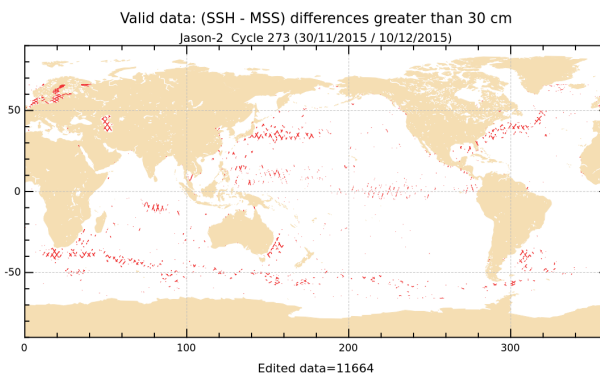 Valid data: (SSH - MSS) differences greater than 30 cm
Jason-2  Cycle 273 (30/11/2015 / 10/12/2015)
50
0
-50
0 100 200 300
Edited data=11664